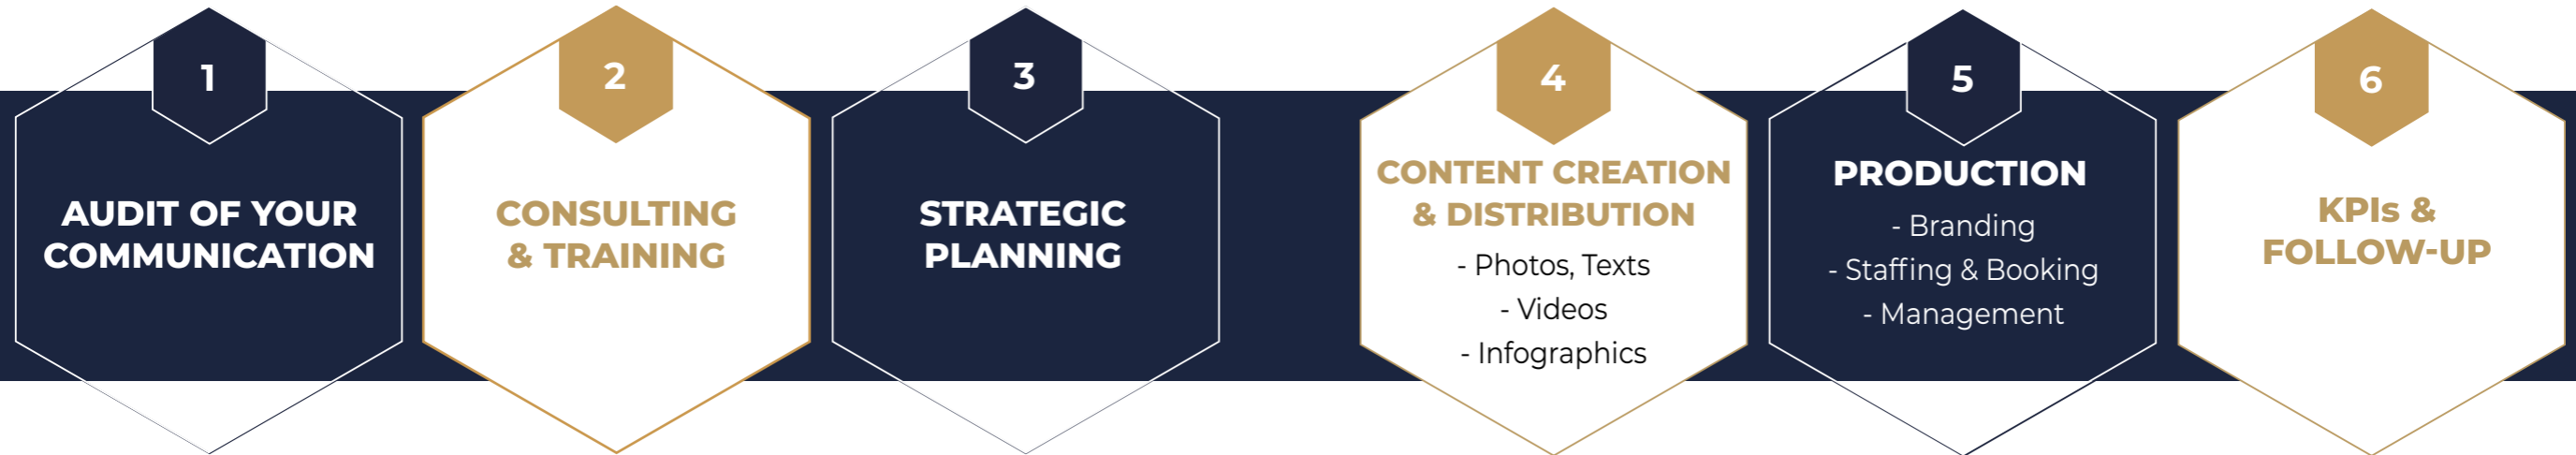 1
AUDIT OF YOUR
COMMUNICATION
2
CONSULTING
& TRAINING
3
STRATEGIC
PLANNING
4
CONTENT CREATION
& DISTRIBUTION
- Photos, Texts
- Videos
- Infographics
5
PRODUCTION
- Branding
- Staffing & Booking
- Management
6
KPIs &
FOLLOW-UP